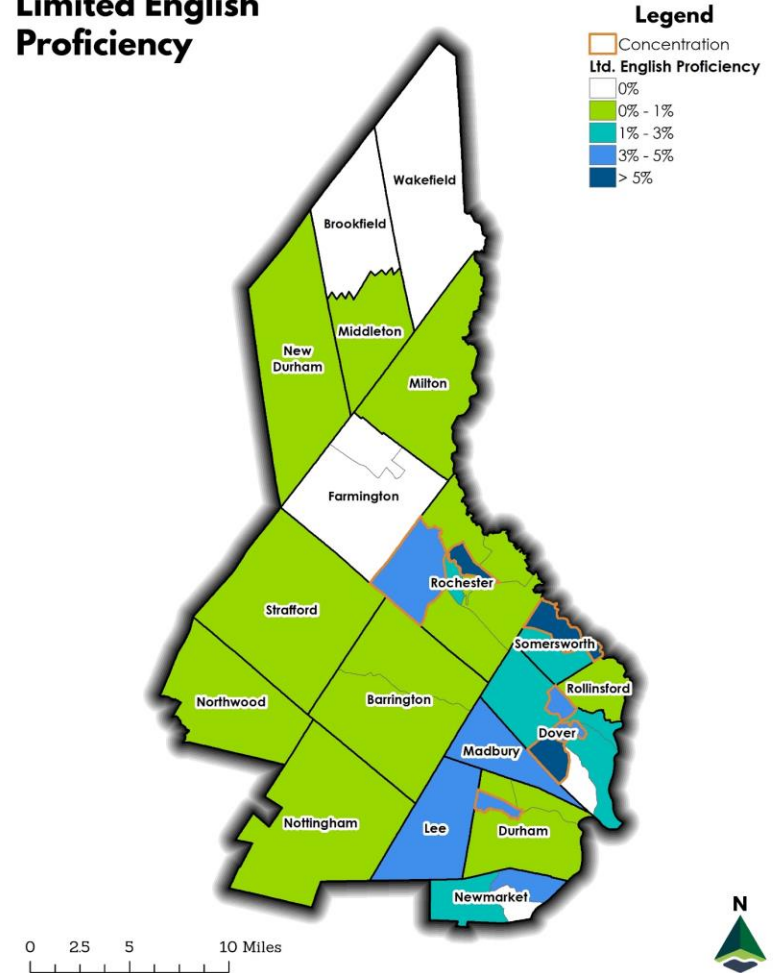 Limited English
Proficiency
Legend
Concentration
Ltd. English Proficiency
0%
0% - 1%
1% - 3%
3% - 5%
> 5%
Wakefield
Brookfield
Middleton
New
Durham
Milton
Farmington
Rochester
Strafford
Somersworth
Rollinsford
Northwood
Barrington
Dover
Madbury
Nottingham
Lee
Durham
Newmarket
N
0 2.5 5 10 Miles